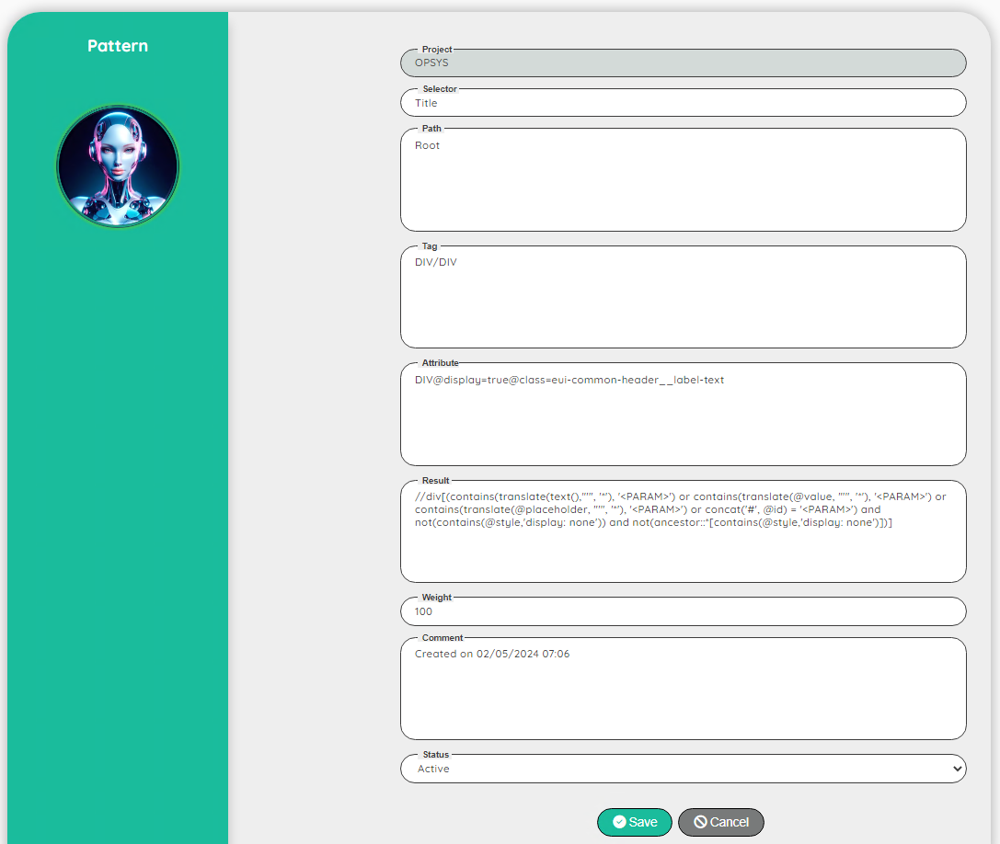 Pattern
Project
OPSYS
Selector
Title
Path
Root
Tag
DIV/DIV
Attribute
DIV@display=true@class=eui-common-header__label-text
Result
//div[(contains(translate(text(),"'", '*'), '<PARAM>') or contains(translate(@value, "'", '*'), '<PARAM>') or
contains(translate(@placeholder, "'", '*'), '<PARAM>') or concat('#', @id) = '<PARAM>') and
not(contains(@style,'display: none')) and not(ancestor::*[contains(@style,'display: none')])]
Weight
100
Comment
Created on 02/05/2024 07:06
Status
Active
Save
Cancel